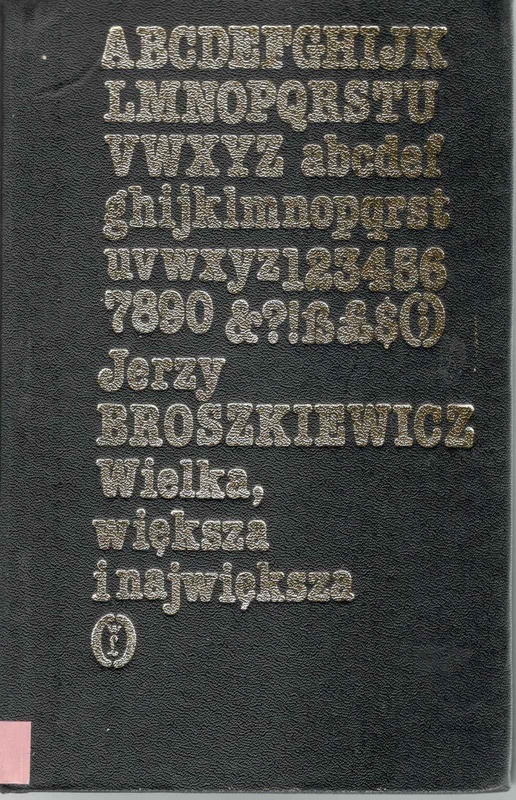 ABCDEFGHIJK
LMNOPQRSTU
VWXYZ abcdef
ghijklmnopqrst
uvwxyz123456
7890 &?!ß£$(;)
Jerzy
BROSZKIEWICZ
Wielka,
większa
i największa